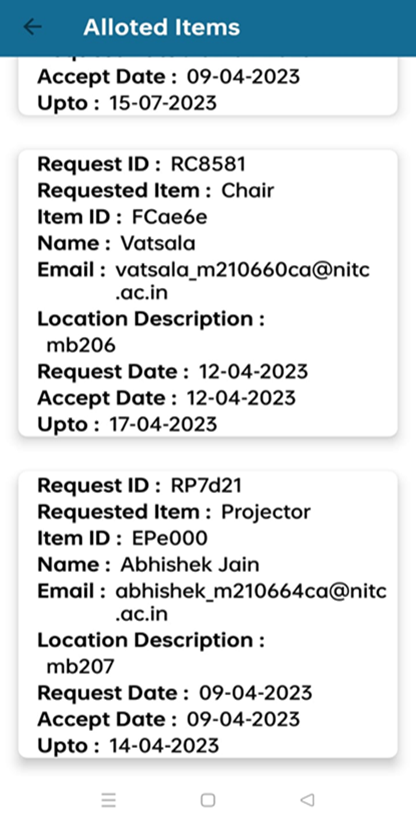 Alloted Items
Accept Date : 09-04-2023
Upto : 15-07-2023
Request ID : RC8581
Requested Item : Chair
Item ID : FCae6e
Name : Vatsala
Email : vatsala_m210660ca@nitc
.ac.in
Location Description :
mb206
Request Date : 12-04-2023
Accept Date : 12-04-2023
Upto : 17-04-2023
Request ID : RP7d21
Requested Item : Projector
Item ID : EPe000
Name : Abhishek Jain
Email : abhishek_m210664ca@nitc
.ac.in
Location Description :
mb207
Request Date : 09-04-2023
Accept Date : 09-04-2023
Upto : 14-04-2023